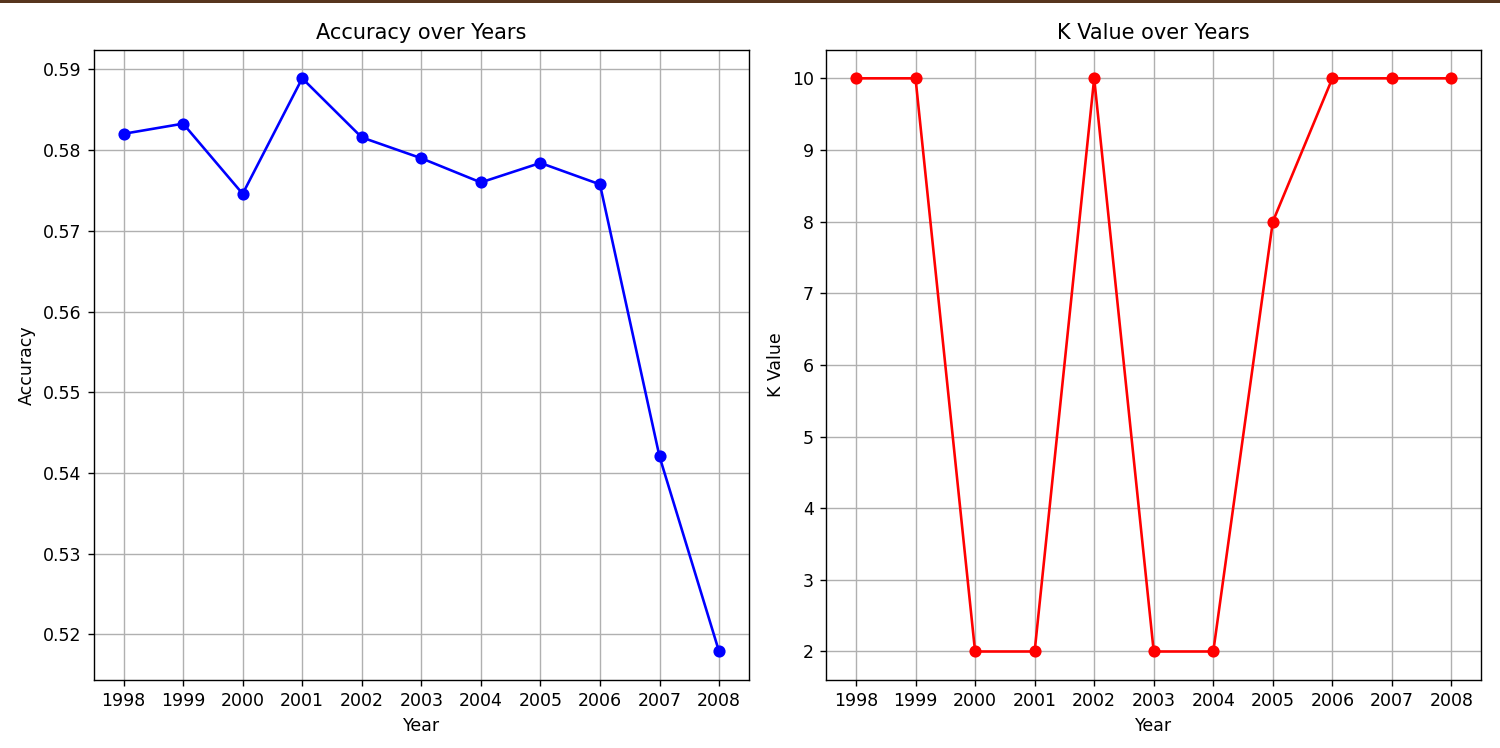 Accuracy over Years
0.59
0.58
0.57
0.56
0.55
0.54
0.53
0.52
Accuracy
1998 1999 2000 2001 2002 2003 2004 2005 2006 2007 2008
Year
K Value over Years
10
9
8
7
6
5
4
3
2
K Value
1998 1999 2000 2001 2002 2003 2004 2005 2006 2007 2008
Year